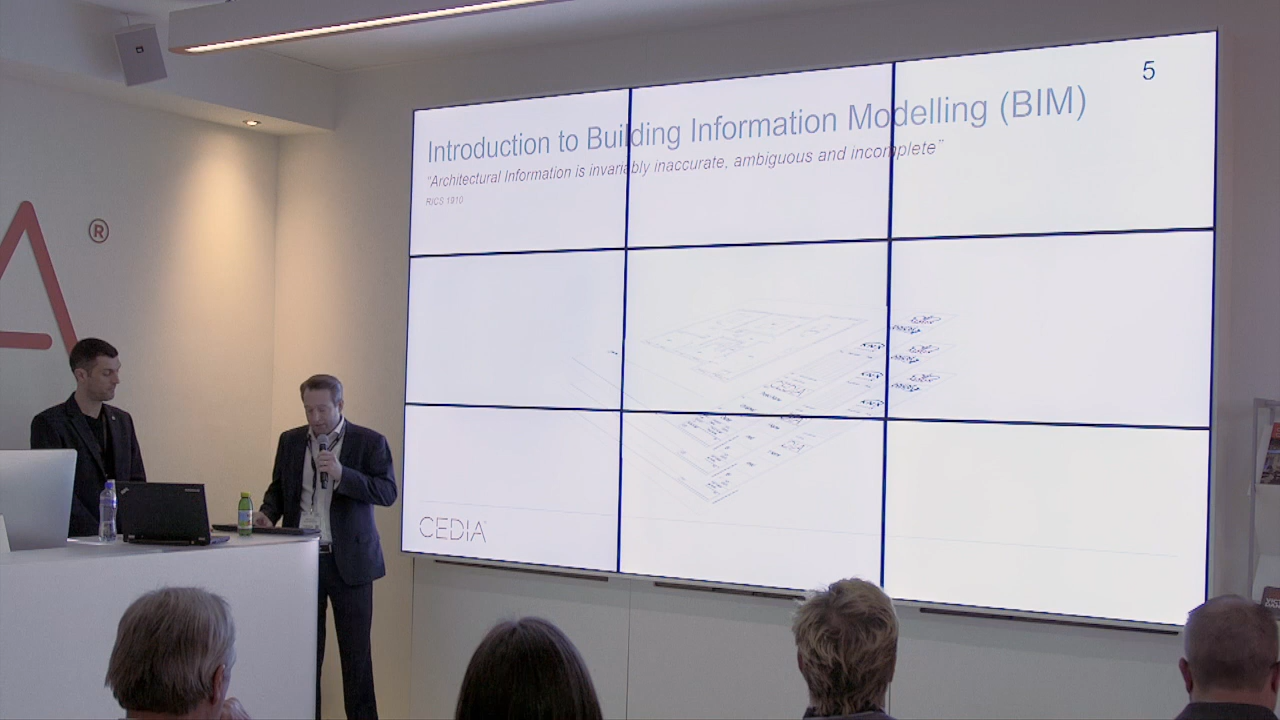 5
Introduction to Building Information Modelling (BIM)
“Architectural Information is invariably inaccurate, ambiguous and incomplete”
RICS 1910
A®
CEDIA